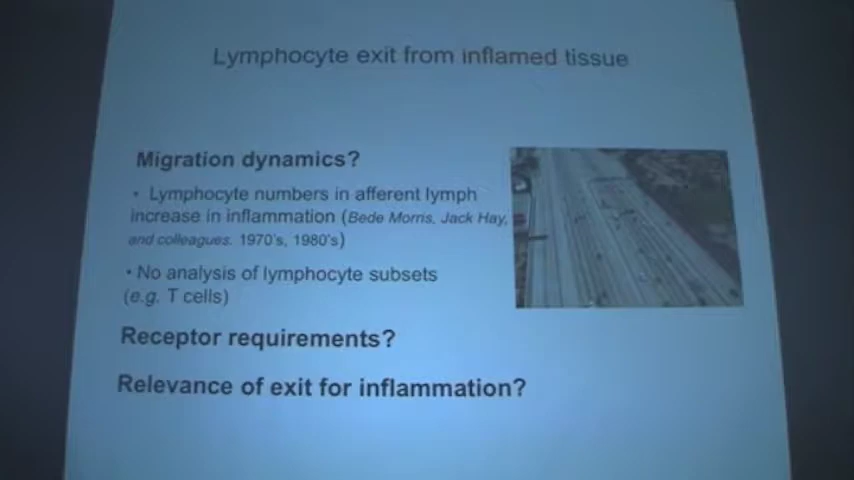 Lymphocyte exit from inflamed tissue
Migration dynamics?
• Lymphocyte numbers in afferent lymph
increase in inflammation (Bede Morris, Jack Hay,
and colleagues. 1970's, 1980's)
• No analysis of lymphocyte subsets
(e.g. T cells)
Receptor requirements?
Relevance of exit for inflammation?